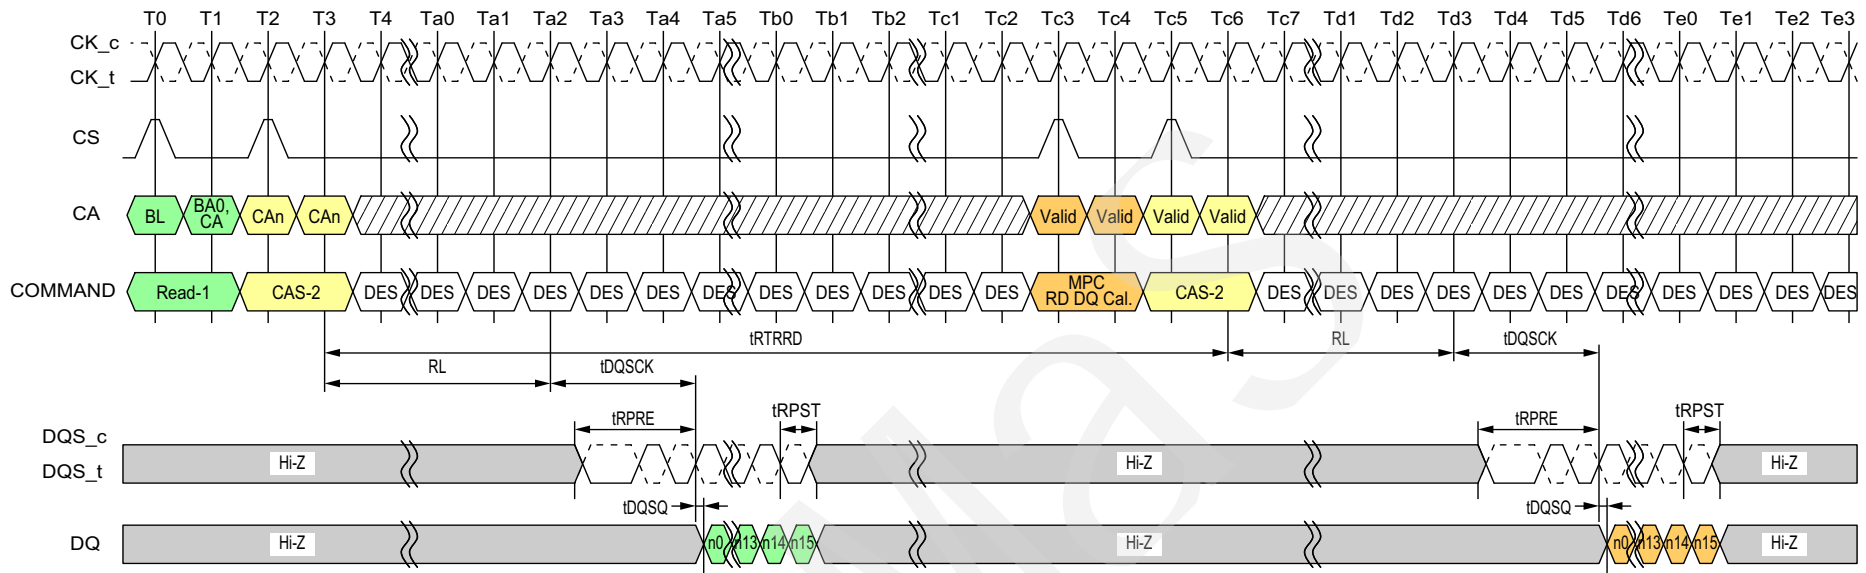 T0 T1 T2 T3 T4 Ta0 Ta1 Ta2 Ta3 Ta4 Ta5 Tb0 Tb1 Tb2 Tc1 Tc2 Tc3 Tc4 Tc5 Tc6 Tc7 Td1 Td2 Td3 Td4 Td5 Td6 Te0 Te1 Te2 Te3
CK_c
CK_t
CS
CA BL BA0, CA CAn CAn Valid Valid Valid Valid
COMMAND Read-1 CAS-2 DES DES DES DES DES DES DES DES DES DES DES DES MPC RD DQ Cal. CAS-2 DES DES DES DES DES DES DES DES DES DES DES
tRTRRD RL tDQSCK
RL tDQSCK
tRPRE tRPST tRPRE tRPST
DQS_c
DQS_t Hi-Z Hi-Z Hi-Z
tDQSQ tDQSQ
DQ Hi-Z n0 n13 n14 n15 Hi-Z n0 n13 n14 n15 Hi-Z